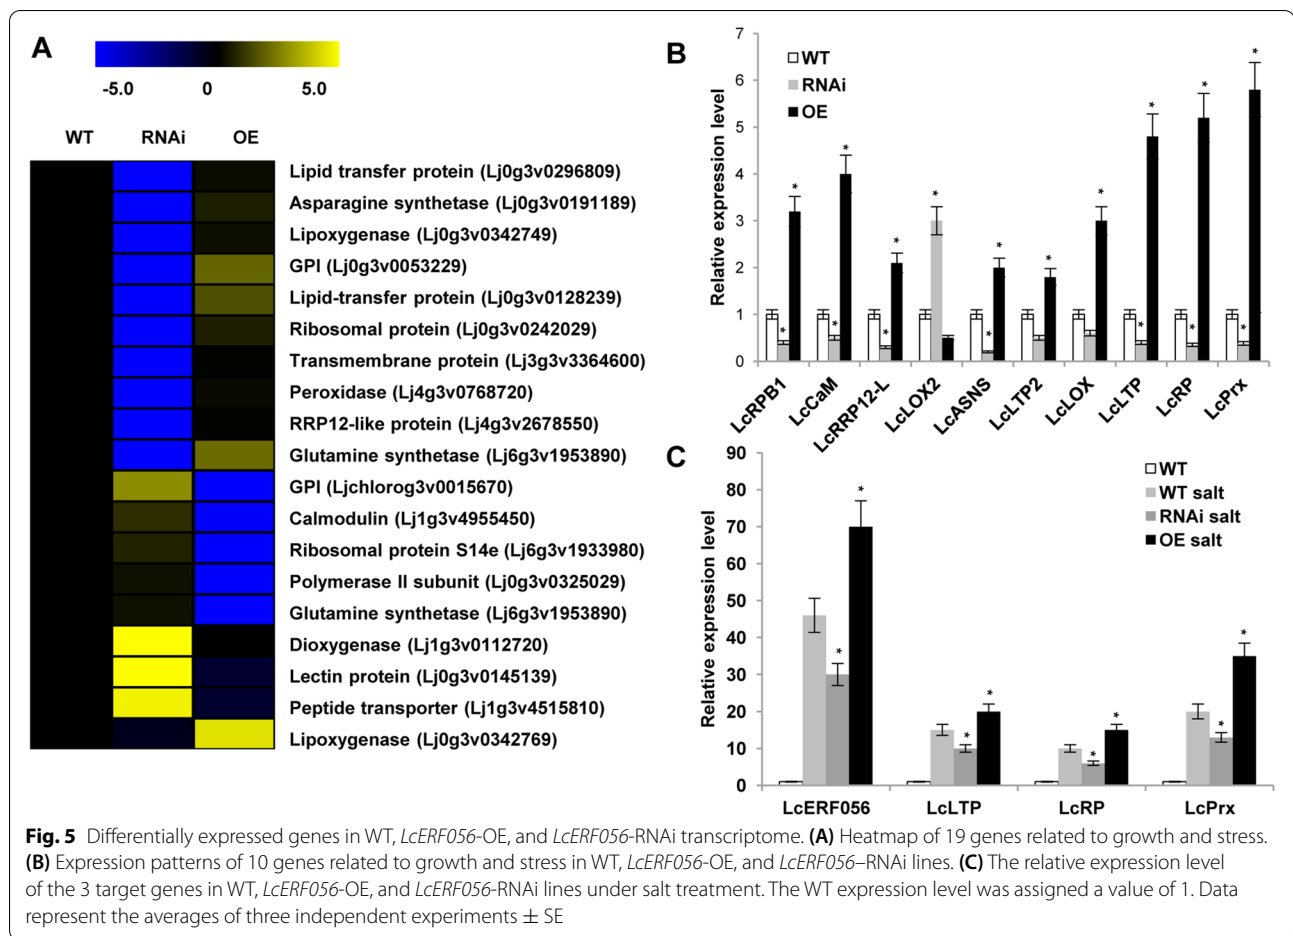 A
-5.0 0 5.0
WT RNAi OE
Lipid transfer protein (Lj0g3v0296809)
Asparagine synthetase (Lj0g3v0191189)
Lipoxygenase (Lj0g3v0342749)
GPI (Lj0g3v0053229)
Lipid-transfer protein (Lj0g3v0128239)
Ribosomal protein (Lj0g3v0242029)
Transmembrane protein (Lj3g3v3364600)
Peroxidase (Lj4g3v0768720)
RRP12-like protein (Lj4g3v2678550)
Glutamine synthetase (Lj6g3v1953890)
GPI (Ljchlorog3v0015670)
Calmodulin (Lj1g3v4955450)
Ribosomal protein S14e (Lj6g3v1933980)
Polymerase II subunit (Lj0g3v0325029)
Glutamine synthetase (Lj6g3v1953890)
Dioxygenase (Lj1g3v0112720)
Lectin protein (Lj0g3v0145139)
Peptide transporter (Lj1g3v4515810)
Lipoxygenase (Lj0g3v0342769)
B
Relative expression level
7
6
5
4
3
2
1
0
WT
RNAi
OE
* * * * * * * * * * * * * * * * *
LcRPB1 LcCaM LcRRP12-L LcLOX2 LcASNS LcLTP2 LcLOX LcLTP LcRP LcPrx
C
Relative expression level
90
80
70
60
50
40
30
20
10
0
WT
WT salt
RNAi salt
OE salt
* * * * * * * *
LcERF056 LcLTP LcRP LcPrx
Fig. 5 Differentially expressed genes in WT, LcERF056-OE, and LcERF056-RNAi transcriptome. (A) Heatmap of 19 genes related to growth and stress.
(B) Expression patterns of 10 genes related to growth and stress in WT, LcERF056-OE, and LcERF056–RNAi lines. (C) The relative expression level
of the 3 target genes in WT, LcERF056-OE, and LcERF056-RNAi lines under salt treatment. The WT expression level was assigned a value of 1. Data
represent the averages of three independent experiments ± SE